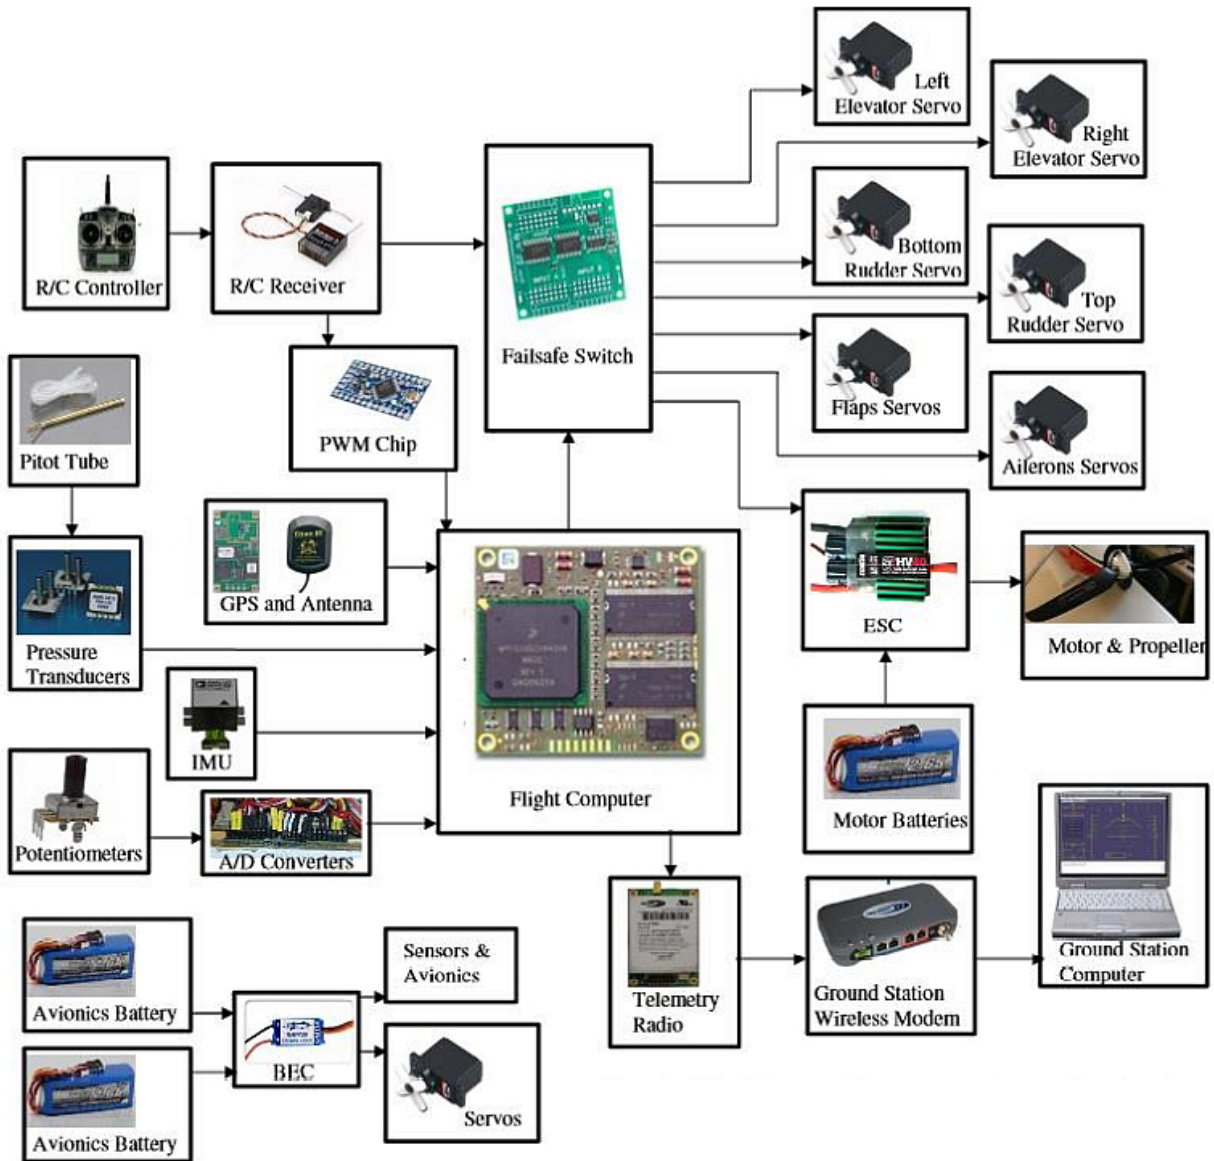 Left
Elevator Servo
Right
Elevator Servo
R/C Controller
R/C Receiver
Failsafe Switch
Bottom
Rudder Servo
Top
Rudder Servo
PWM Chip
Flaps Servos
Ailerons Servos
Pitot Tube
GPS and Antenna
ESC
Motor & Propeller
Pressure
Transducers
IMU
Flight Computer
Motor Batteries
Potentiometers
A/D Converters
Telemetry
Radio
Ground Station
Wireless Modem
Ground Station
Computer
Avionics Battery
Sensors &
Avionics
BEC
Servos
Avionics Battery